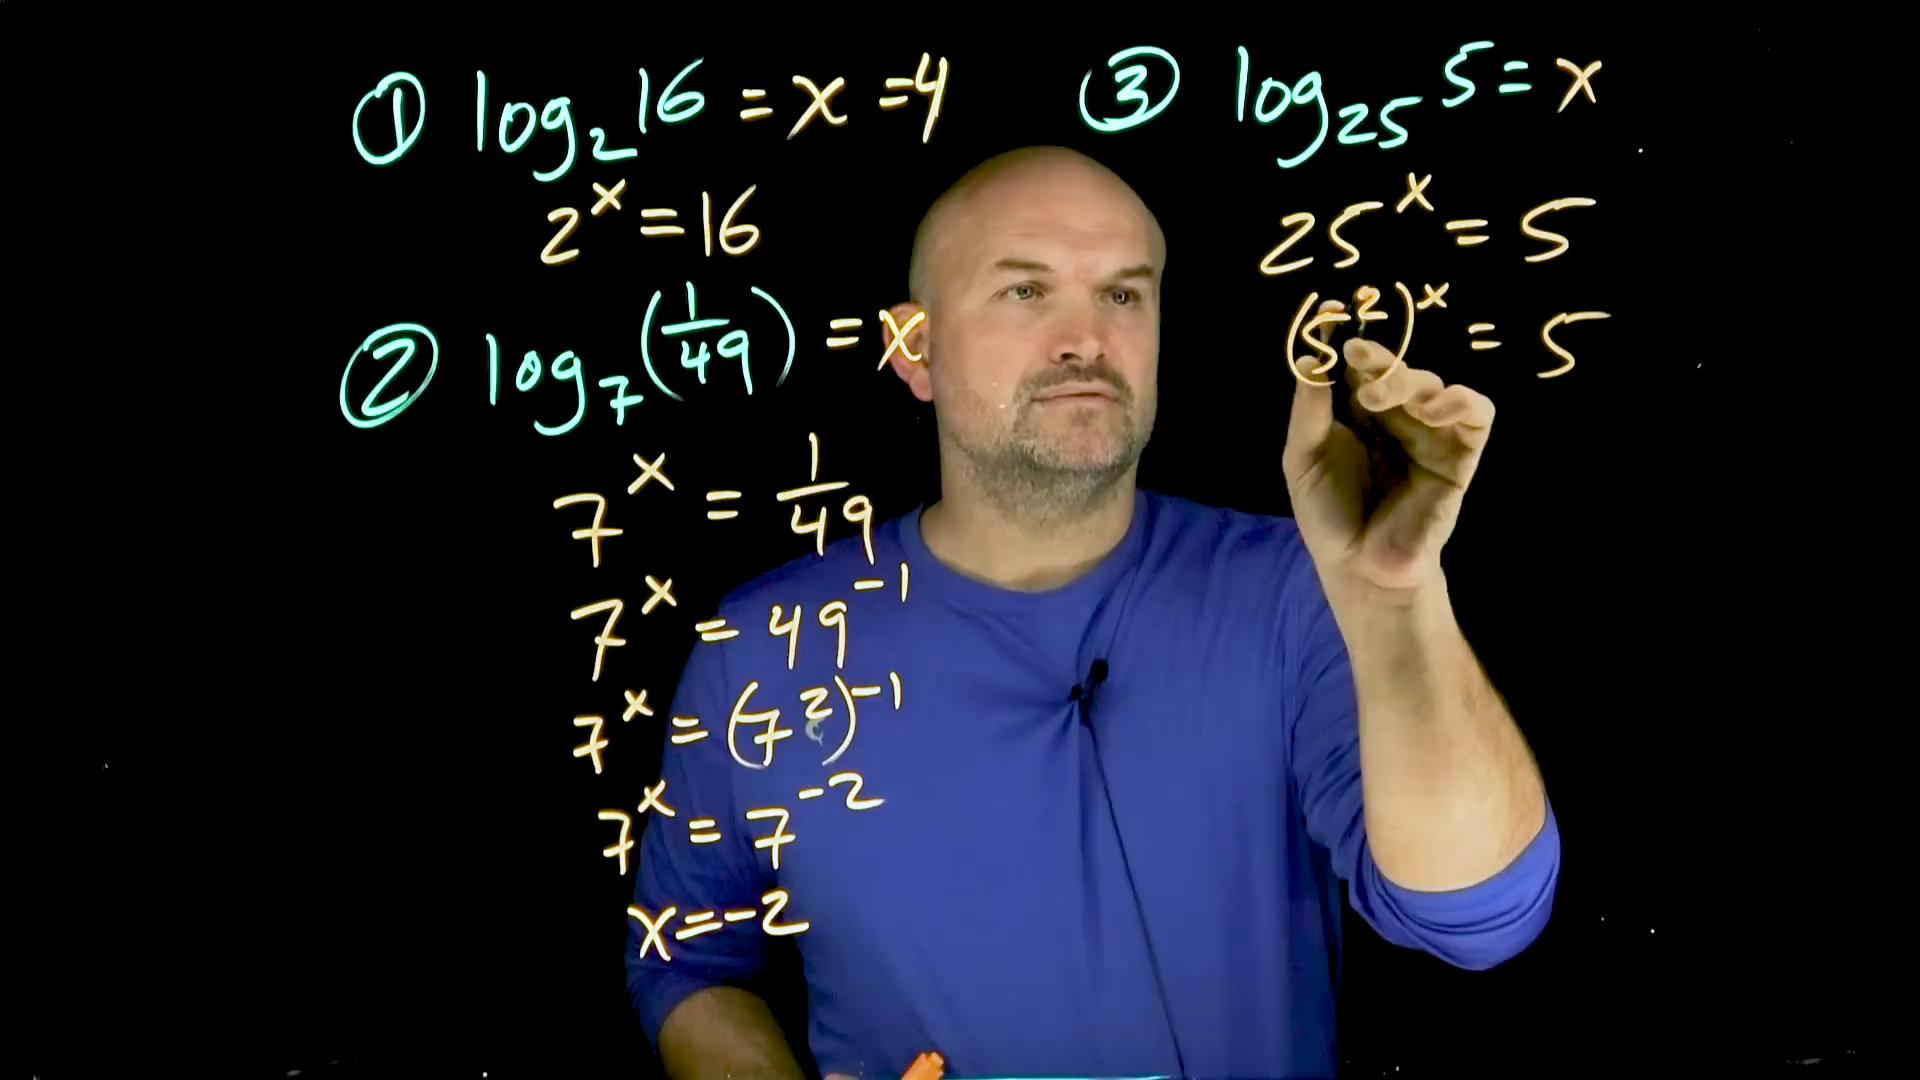 ① log₂16 = x = 4
2ˣ = 16
② log₇(1/49) = x
7ˣ = 1/49
7ˣ = 49⁻¹
7ˣ = (7²)⁻¹
7ˣ = 7⁻²
x = -2
③ log₂₅5 = x
25ˣ = 5
(5²)ˣ = 5